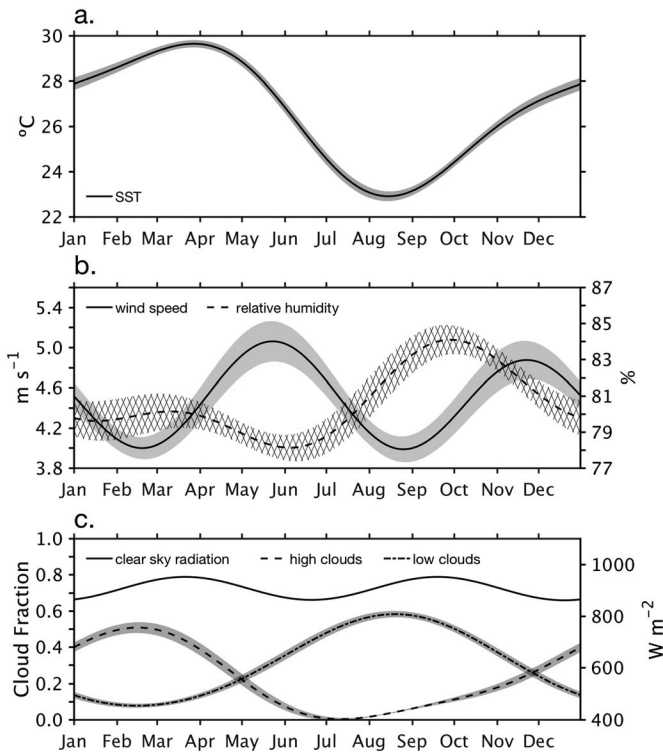 a.
30
28
26
24
22
ºC
SST
Jan Feb Mar Apr May Jun Jul Aug Sep Oct Nov Dec
b.
5.4
5.0
4.6
4.2
3.8
m s⁻¹
wind speed relative humidity
87
85
83
81
79
77
%
Jan Feb Mar Apr May Jun Jul Aug Sep Oct Nov Dec
c.
1.0
0.8
0.6
0.4
0.2
0.0
Cloud Fraction
clear sky radiation high clouds low clouds
1000
800
600
400
W m⁻²
Jan Feb Mar Apr May Jun Jul Aug Sep Oct Nov Dec